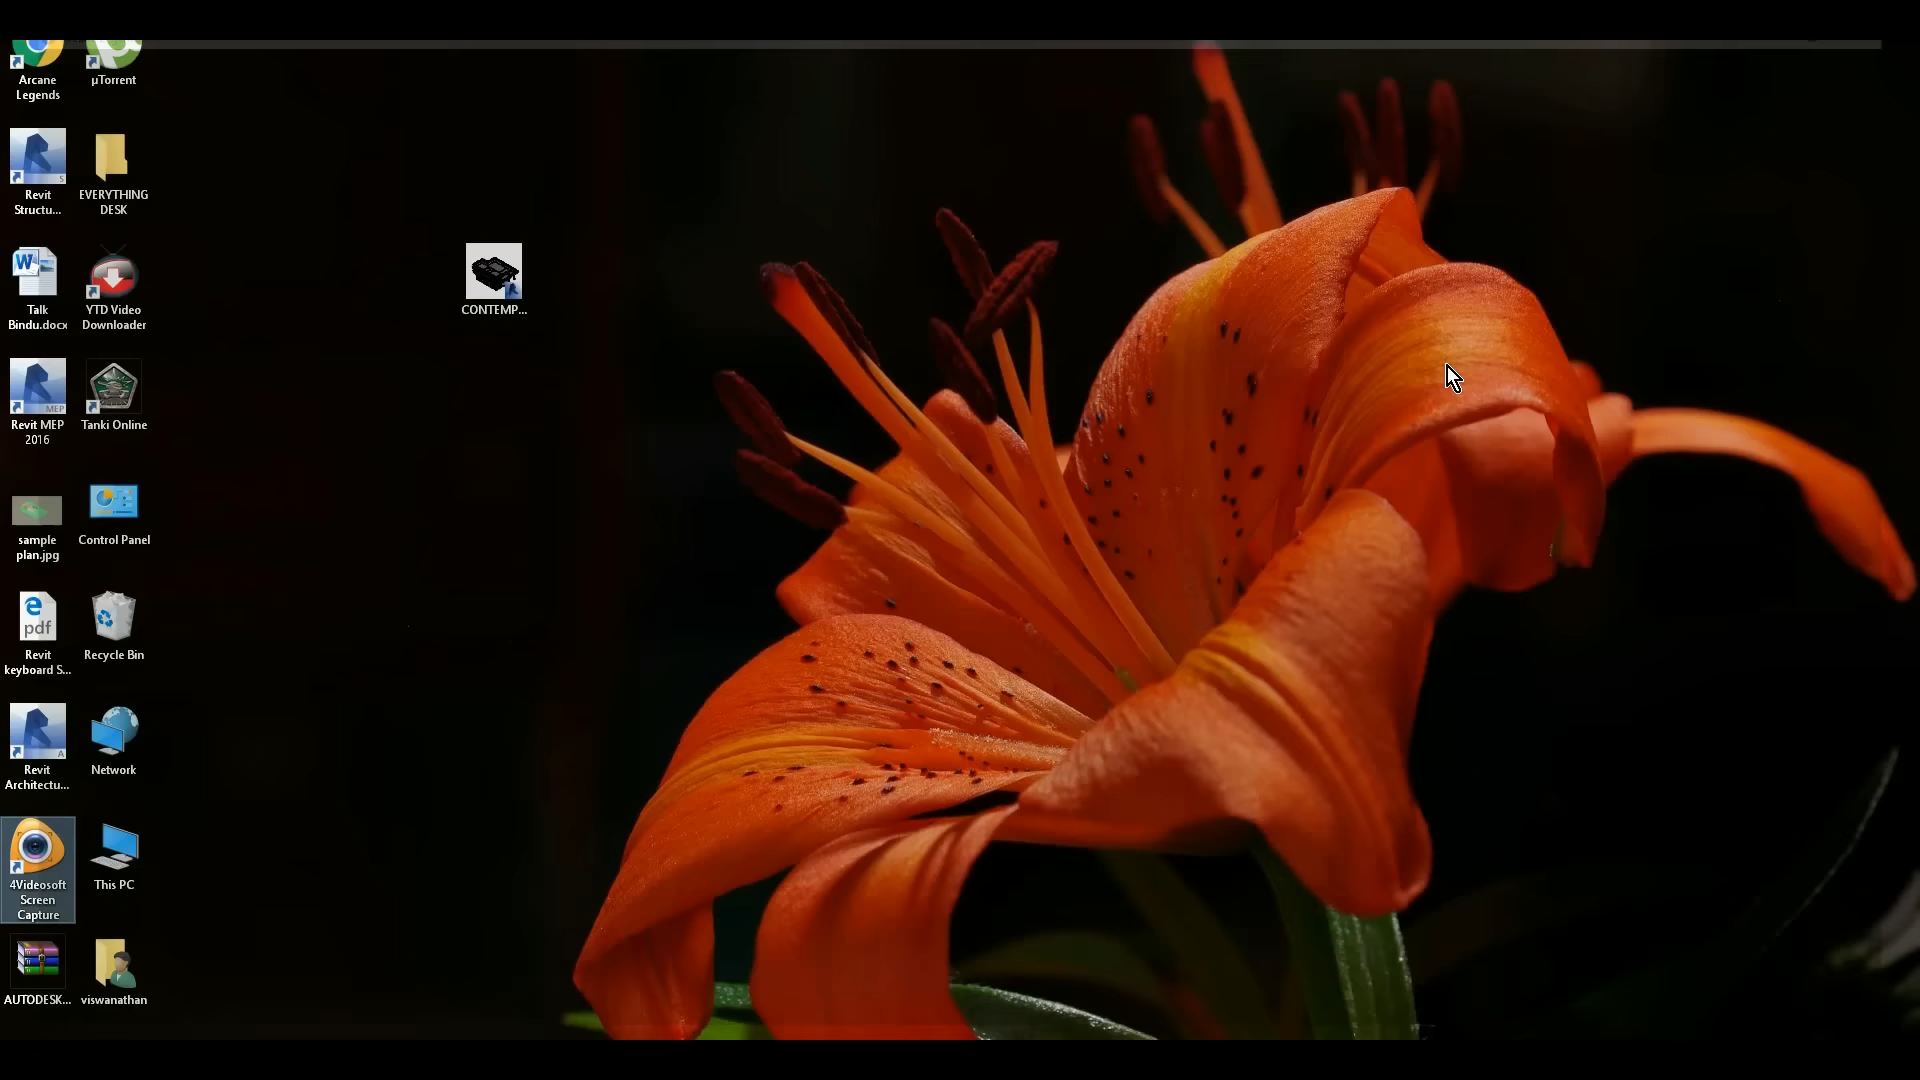 Arcane
Legends
µTorrent
Revit
Structu...
EVERYTHING
DESK
Talk
Bindu.docx
YTD Video
Downloader
CONTEMP...
Revit MEP
2016
Tanki Online
sample
plan.jpg
Control Panel
pdf
Revit
keyboard S...
Recycle Bin
Revit
Architectu...
Network
4Videosoft
Screen
Capture
This PC
AUTODESK...
viswanathan